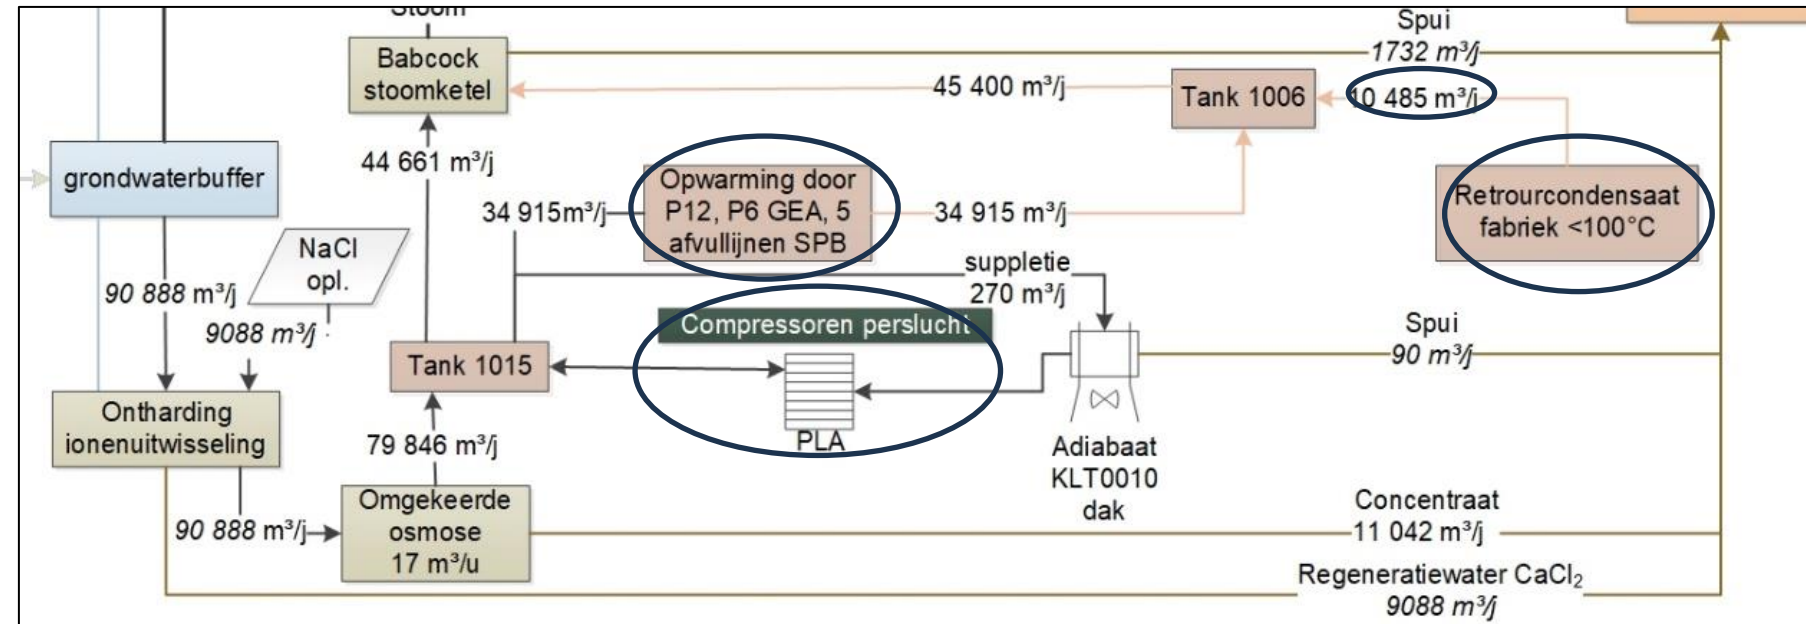 Stoom
Spui
1732 m³/j
Babcock
stoomketel
45 400 m³/j
Tank 1006
10 485 m³/j
44 661 m³/j
grondwaterbuffer
34 915m³/j
Opwarming door
P12, P6 GEA, 5
afvullijnen SPB
34 915 m³/j
Retrourcondensaat
fabriek <100°C
NaCl
opl.
suppletie
270 m³/j
90 888 m³/j
9088 m³/j
Compressoren perslucht
Spui
90 m³/j
Tank 1015
PLA
Ontharding
ionenuitwisseling
79 846 m³/j
Adiabaat
KLT0010
dak
90 888 m³/j
Omgekeerde
osmose
17 m³/u
Concentraat
11 042 m³/j
Regeneratiewater CaCl₂
9088 m³/j